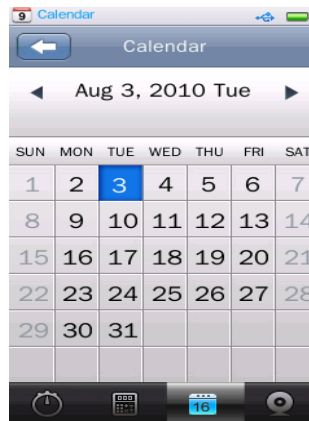 9 Calendar
Calendar
Aug 3, 2010 Tue
SUN MON TUE WED THU FRI SAT
1 2 3 4 5 6 7
8 9 10 11 12 13 14
15 16 17 18 19 20 21
22 23 24 25 26 27 28
29 30 31
16